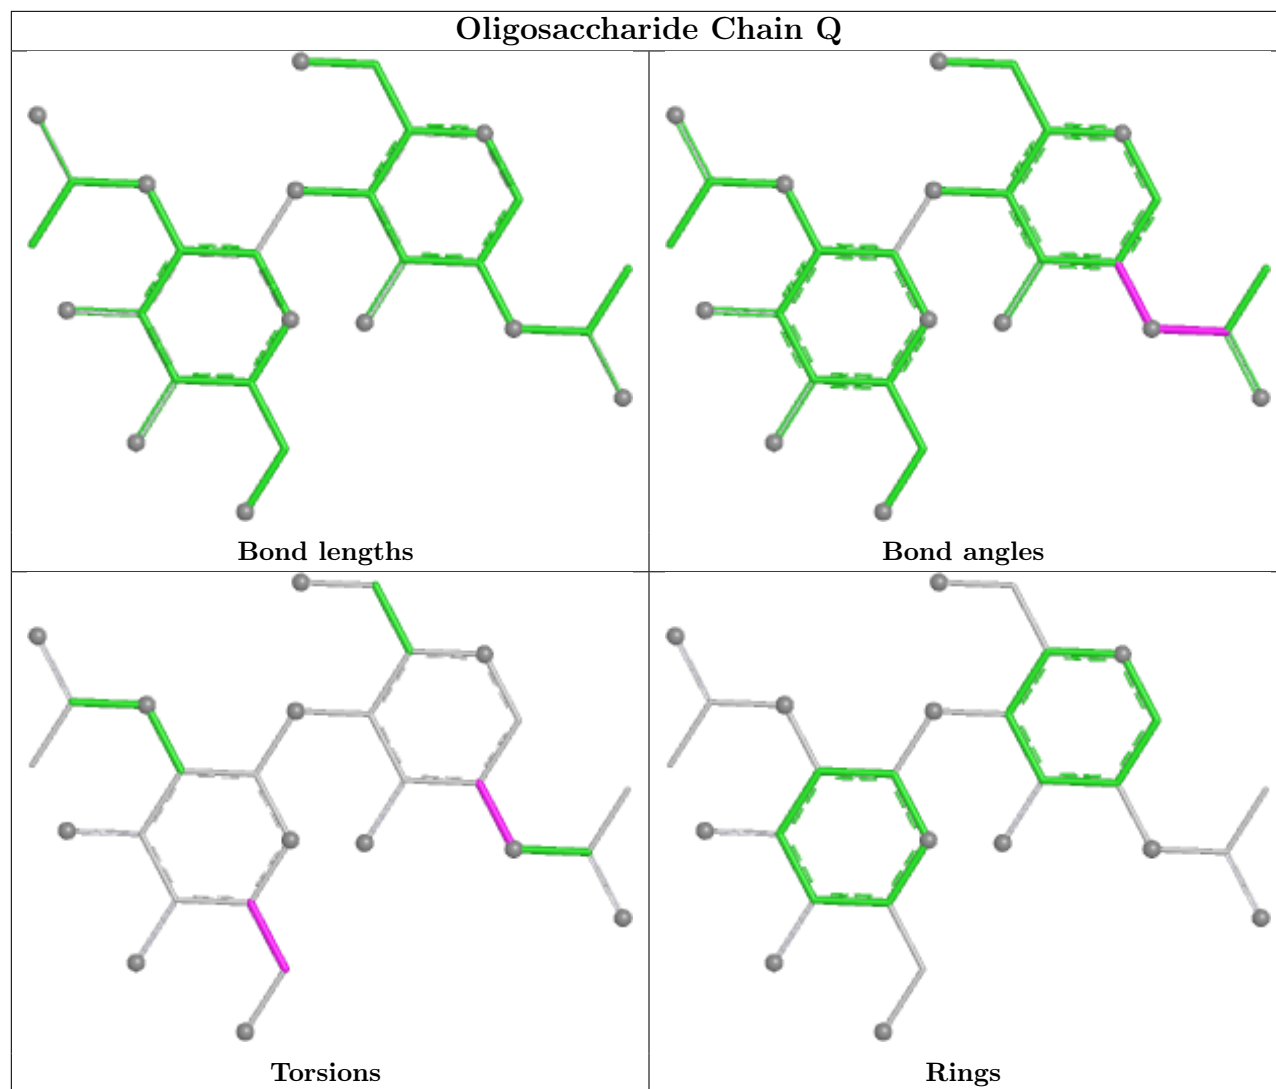 Oligosaccharide Chain Q
Bond lengths
Bond angles
Torsions
Rings